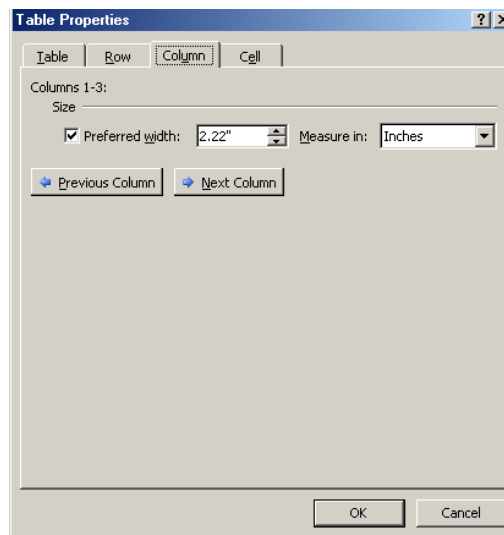 Table Properties ? x
Table Row Column Cell
Columns 1-3:
Size
Preferred width: 2.22" Measure in: Inches
Previous Column Next Column
OK Cancel